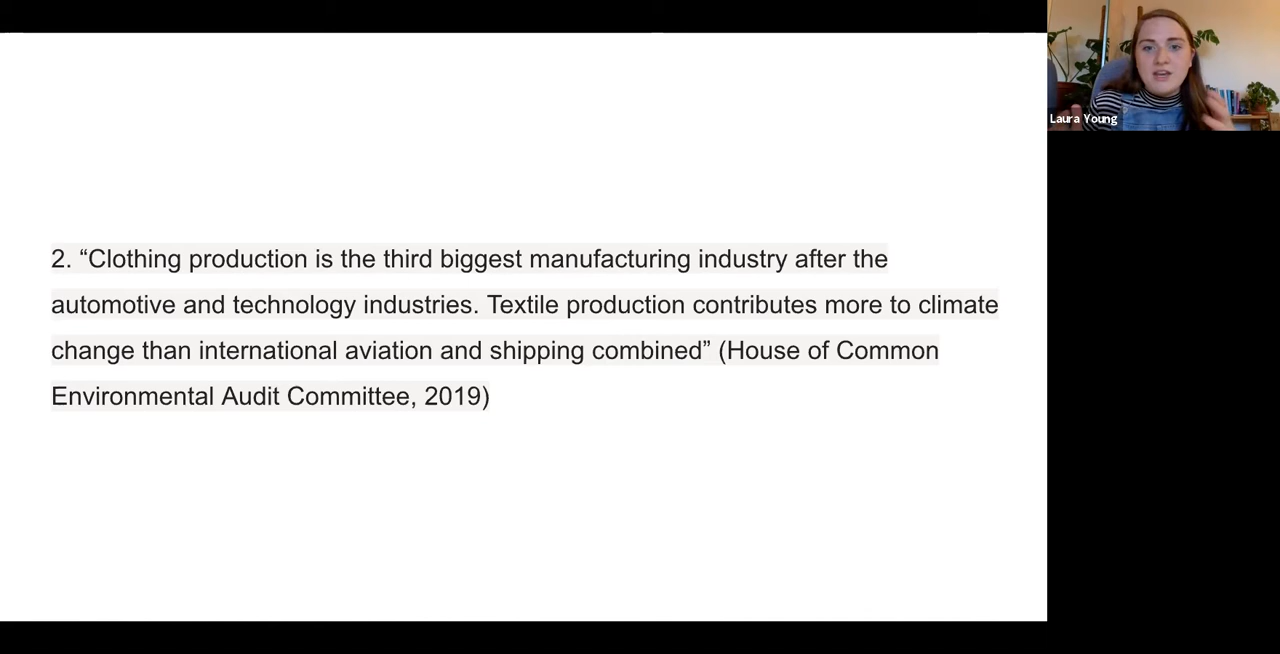 2. “Clothing production is the third biggest manufacturing industry after the
automotive and technology industries. Textile production contributes more to climate
change than international aviation and shipping combined” (House of Common
Environmental Audit Committee, 2019)
Laura Young